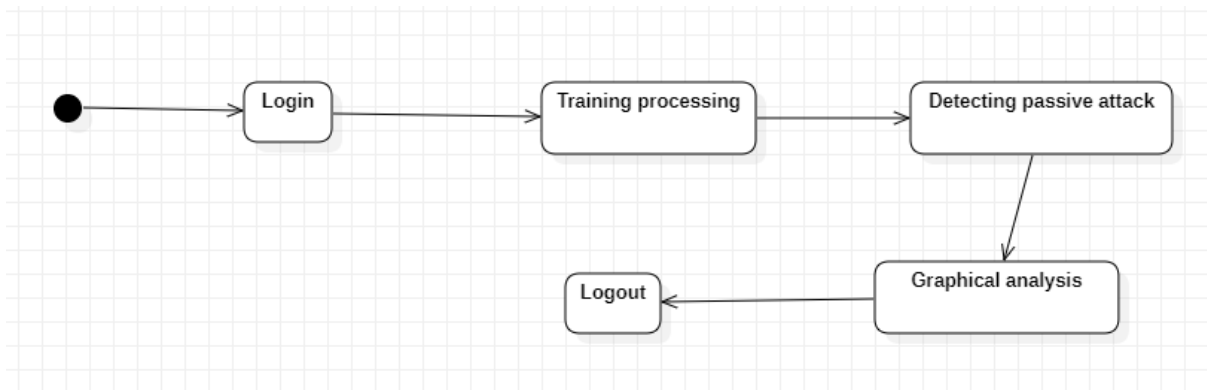 Login
Training processing
Detecting passive attack
Graphical analysis
Logout